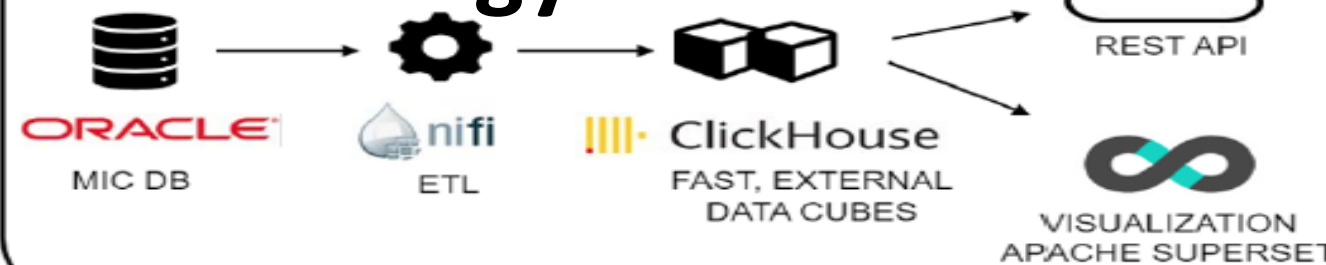 REST API
ORACLE
nifi
ClickHouse
MIC DB
ETL
FAST, EXTERNAL
DATA CUBES
VISUALIZATION
APACHE SUPERSET